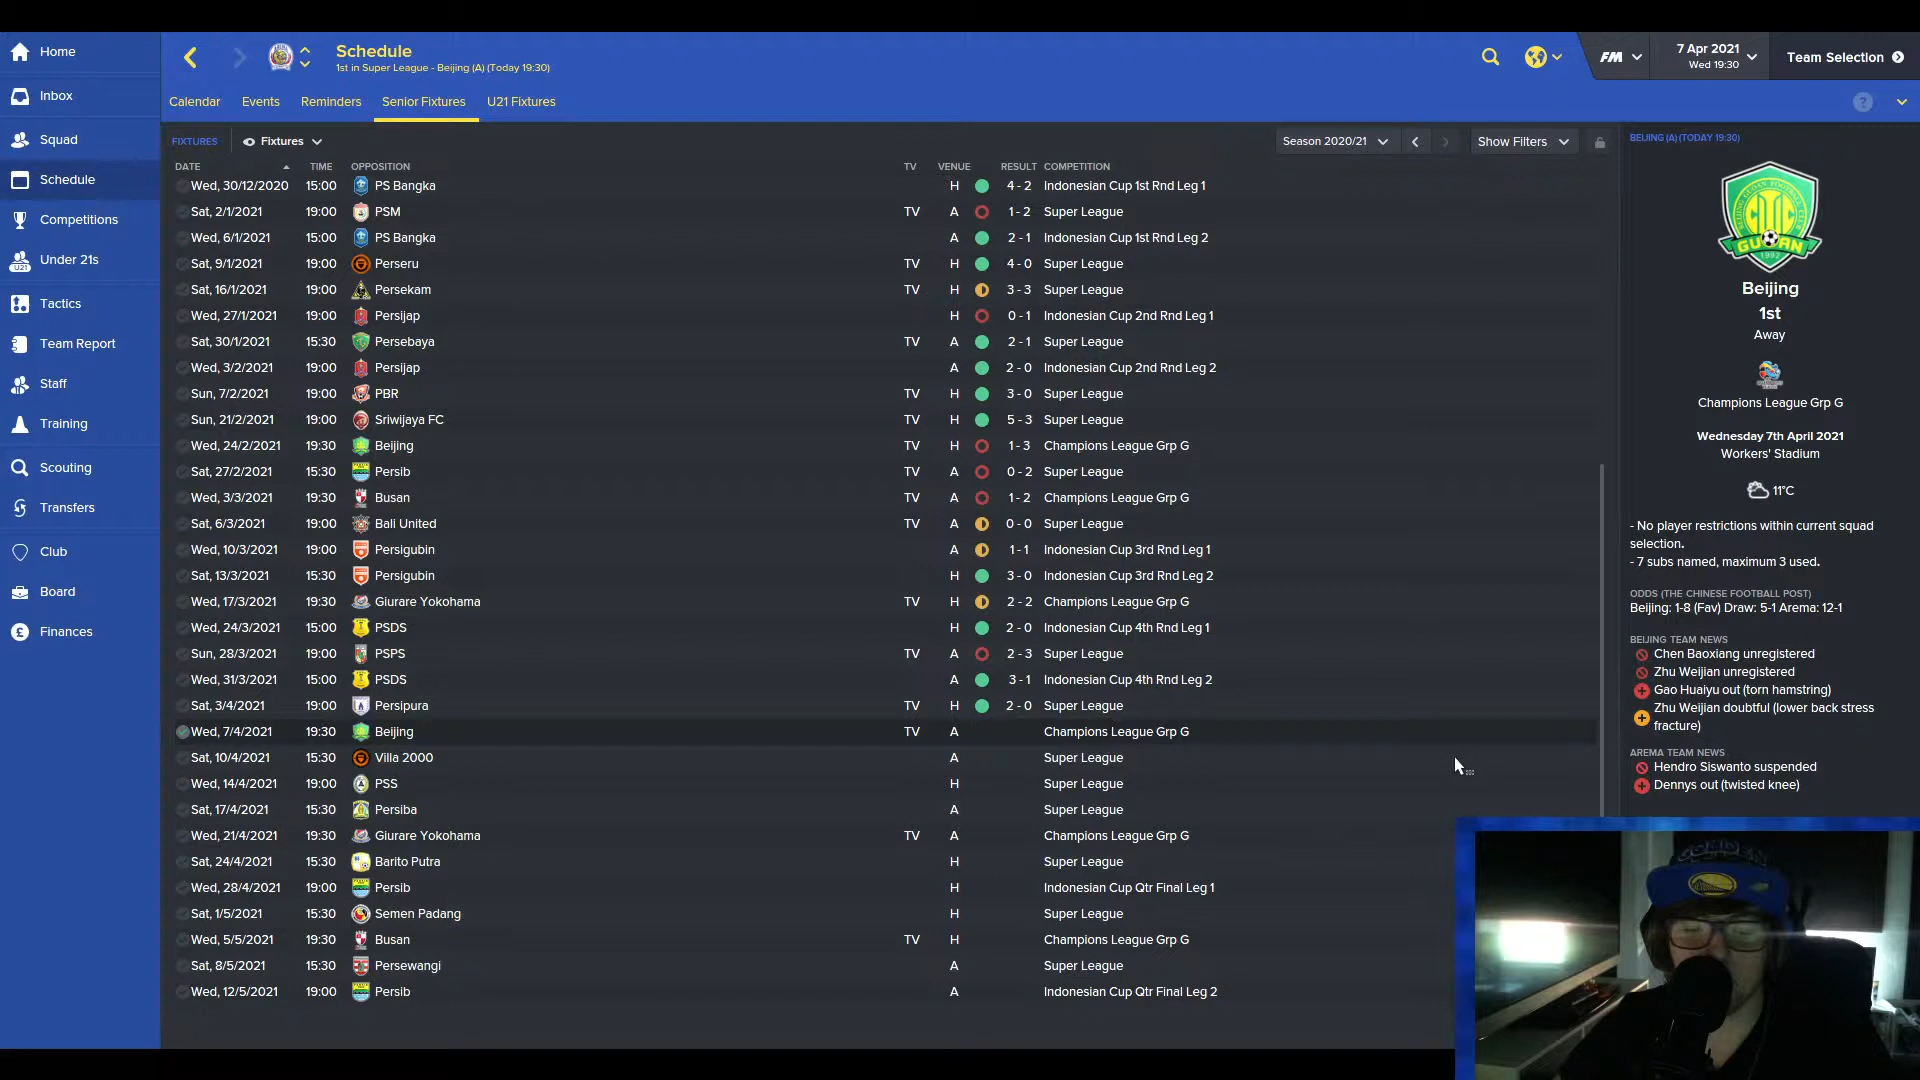 Home
Inbox
Squad
Schedule
Competitions
Under 21s
U21
Tactics
Team Report
Staff
Training
Scouting
Transfers
Club
Board
Finances
Schedule
1st in Super League - Beijing (A) (Today 19:30)
FM
7 Apr 2021
Wed 19:30
Team Selection
Calendar Events Reminders Senior Fixtures U21 Fixtures
FIXTURES Fixtures Season 2020/21 Show Filters
DATE TIME OPPOSITION TV VENUE RESULT COMPETITION
Wed, 30/12/2020 15:00 PS Bangka H 4 - 2 Indonesian Cup 1st Rnd Leg 1
Sat, 2/1/2021 19:00 PSM TV A 1 - 2 Super League
Wed, 6/1/2021 15:00 PS Bangka A 2 - 1 Indonesian Cup 1st Rnd Leg 2
Sat, 9/1/2021 19:00 Perseru TV H 4 - 0 Super League
Sat, 16/1/2021 19:00 Persekam TV H 3 - 3 Super League
Wed, 27/1/2021 19:00 Persijap H 0 - 1 Indonesian Cup 2nd Rnd Leg 1
Sat, 30/1/2021 15:30 Persebaya TV A 2 - 1 Super League
Wed, 3/2/2021 19:00 Persijap A 2 - 0 Indonesian Cup 2nd Rnd Leg 2
Sun, 7/2/2021 19:00 PBR TV H 3 - 0 Super League
Sun, 21/2/2021 19:00 Sriwijaya FC TV H 5 - 3 Super League
Wed, 24/2/2021 19:30 Beijing TV H 1 - 3 Champions League Grp G
Sat, 27/2/2021 15:30 Persib TV A 0 - 2 Super League
Wed, 3/3/2021 19:30 Busan TV A 1 - 2 Champions League Grp G
Sat, 6/3/2021 19:00 Bali United TV A 0 - 0 Super League
Wed, 10/3/2021 19:00 Persigubin A 1 - 1 Indonesian Cup 3rd Rnd Leg 1
Sat, 13/3/2021 15:30 Persigubin H 3 - 0 Indonesian Cup 3rd Rnd Leg 2
Wed, 17/3/2021 19:30 Giurare Yokohama TV H 2 - 2 Champions League Grp G
Wed, 24/3/2021 15:00 PSDS H 2 - 0 Indonesian Cup 4th Rnd Leg 1
Sun, 28/3/2021 19:00 PSPS TV A 2 - 3 Super League
Wed, 31/3/2021 15:00 PSDS A 3 - 1 Indonesian Cup 4th Rnd Leg 2
Sat, 3/4/2021 19:00 Persipura TV H 2 - 0 Super League
Wed, 7/4/2021 19:30 Beijing TV A Champions League Grp G
Sat, 10/4/2021 15:30 Villa 2000 A Super League
Wed, 14/4/2021 19:00 PSS H Super League
Sat, 17/4/2021 15:30 Persiba A Super League
Wed, 21/4/2021 19:30 Giurare Yokohama TV A Champions League Grp G
Sat, 24/4/2021 15:30 Barito Putra H Super League
Wed, 28/4/2021 19:00 Persib H Indonesian Cup Qtr Final Leg 1
Sat, 1/5/2021 15:30 Semen Padang H Super League
Wed, 5/5/2021 19:30 Busan TV H Champions League Grp G
Sat, 8/5/2021 15:30 Persewangi A Super League
Wed, 12/5/2021 19:00 Persib A Indonesian Cup Qtr Final Leg 2
BEIJING (A) (TODAY 19:30)
GUOAN
1992
Beijing
1st
Away
Champions League Grp G
Wednesday 7th April 2021
Workers' Stadium
11°C
- No player restrictions within current squad
selection.
- 7 subs named, maximum 3 used.
ODDS (THE CHINESE FOOTBALL POST)
Beijing: 1-8 (Fav) Draw: 5-1 Arema: 12-1
BEIJING TEAM NEWS
Chen Baoxiang unregistered
Zhu Weijian unregistered
Gao Huaiyu out (torn hamstring)
Zhu Weijian doubtful (lower back stress
fracture)
AREMA TEAM NEWS
Hendro Siswanto suspended
Dennys out (twisted knee)